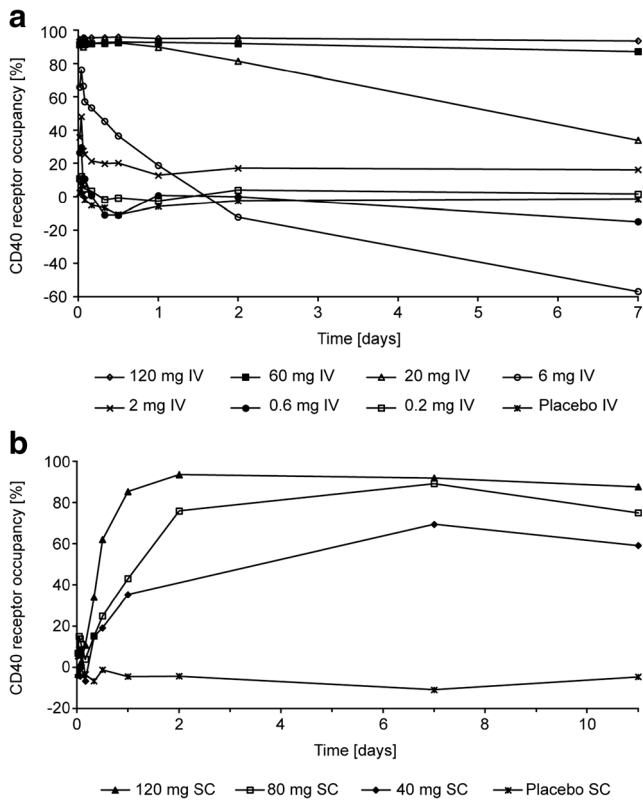 a
100
80
60
40
20
0
-20
-40
-60
CD40 receptor occupancy [%]
0 1 2 3 4 5 6 7
Time [days]
120 mg IV 60 mg IV 20 mg IV 6 mg IV
2 mg IV 0.6 mg IV 0.2 mg IV Placebo IV
b
100
80
60
40
20
0
-20
CD40 receptor occupancy [%]
0 2 4 6 8 10
Time [days]
120 mg SC 80 mg SC 40 mg SC Placebo SC